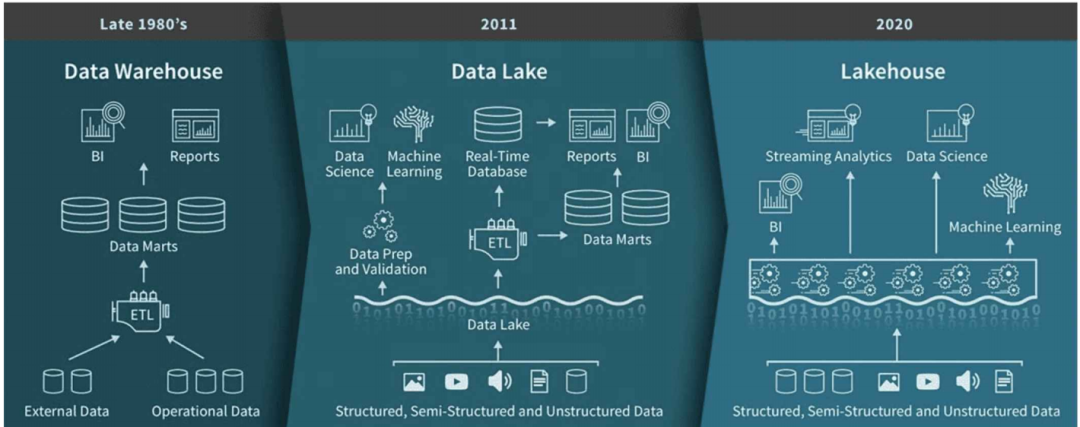 Late 1980's
2011
2020
Data Warehouse
BI
Reports
Data Marts
ETL
External Data
Operational Data
Data Lake
Data
Science
Machine
Learning
Real-Time
Database
Reports
BI
Data Prep
and Validation
ETL
Data Marts
Data Lake
Structured, Semi-Structured and Unstructured Data
Lakehouse
Streaming Analytics
Data Science
BI
Machine Learning
Structured, Semi-Structured and Unstructured Data